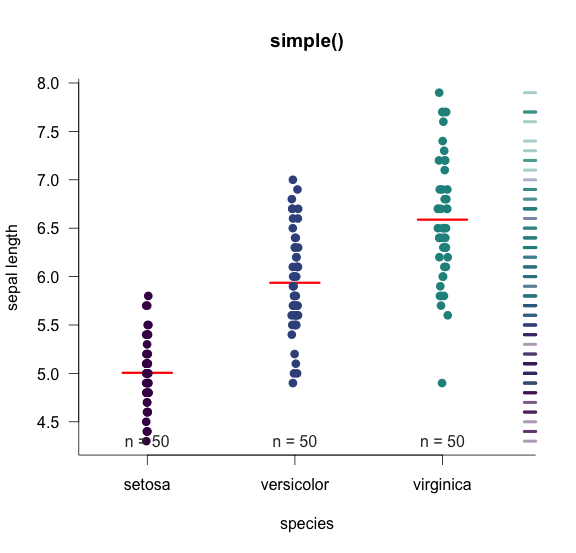 simple()
sepal length
8.0
7.5
7.0
6.5
6.0
5.5
5.0
4.5
n = 50 n = 50 n = 50
setosa versicolor virginica
species